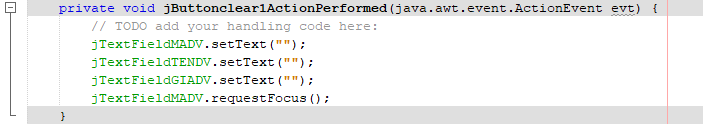 private void jButtonclear1ActionPerformed(java.awt.event.ActionEvent evt) {
// TODO add your handling code here:
jTextFieldMADV.setText("");
jTextFieldTENDV.setText("");
jTextFieldGIADV.setText("");
jTextFieldMADV.requestFocus();
}